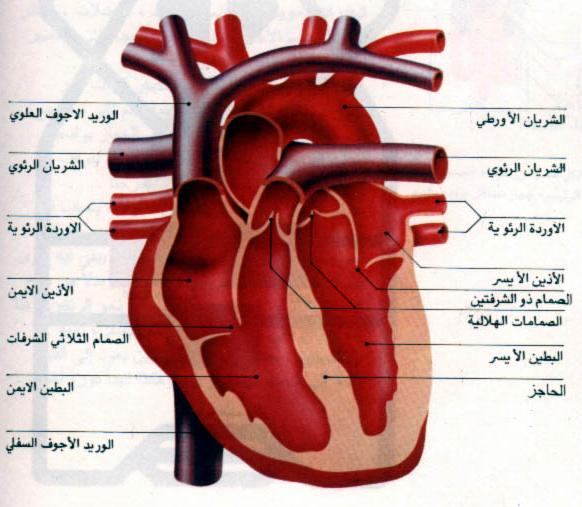 الوريد الاجوف العلوي
الشريان الأورطي
الشريان الرئوي
الشريان الرئوي
الاوردة الرئوية
الاوردة الرئوية
الأذين الأيسر
الأذين الايمن
الصمام ذو الشرفتين
الصمامات الهلالية
الصمام الثلاثي الشرفات
البطين الأيسر
البطين الايمن
الحاجز
الوريد الأجوف السفلي